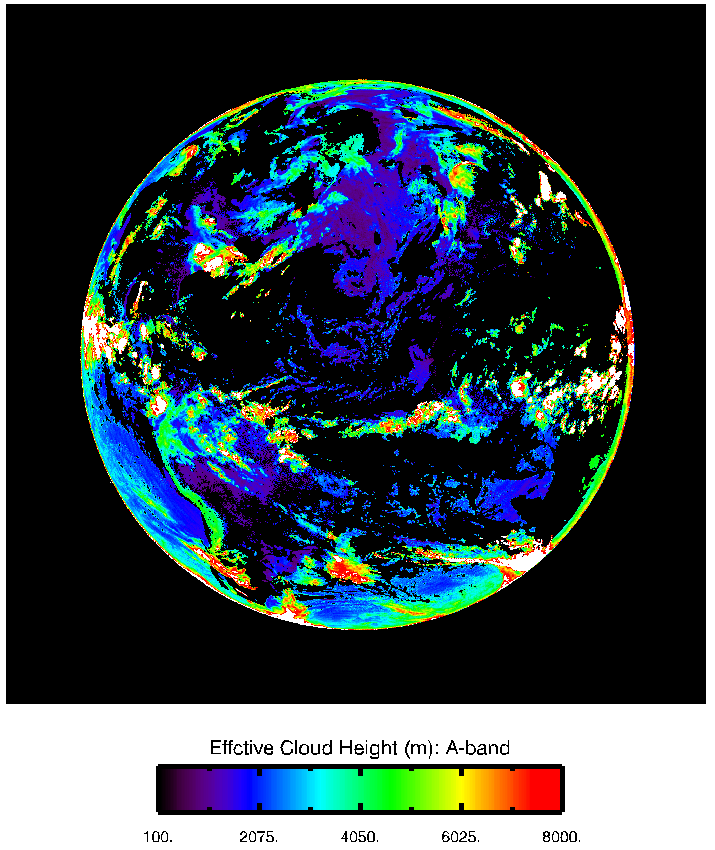 Effctive Cloud Height (m): A-band
100. 2075. 4050. 6025. 8000.